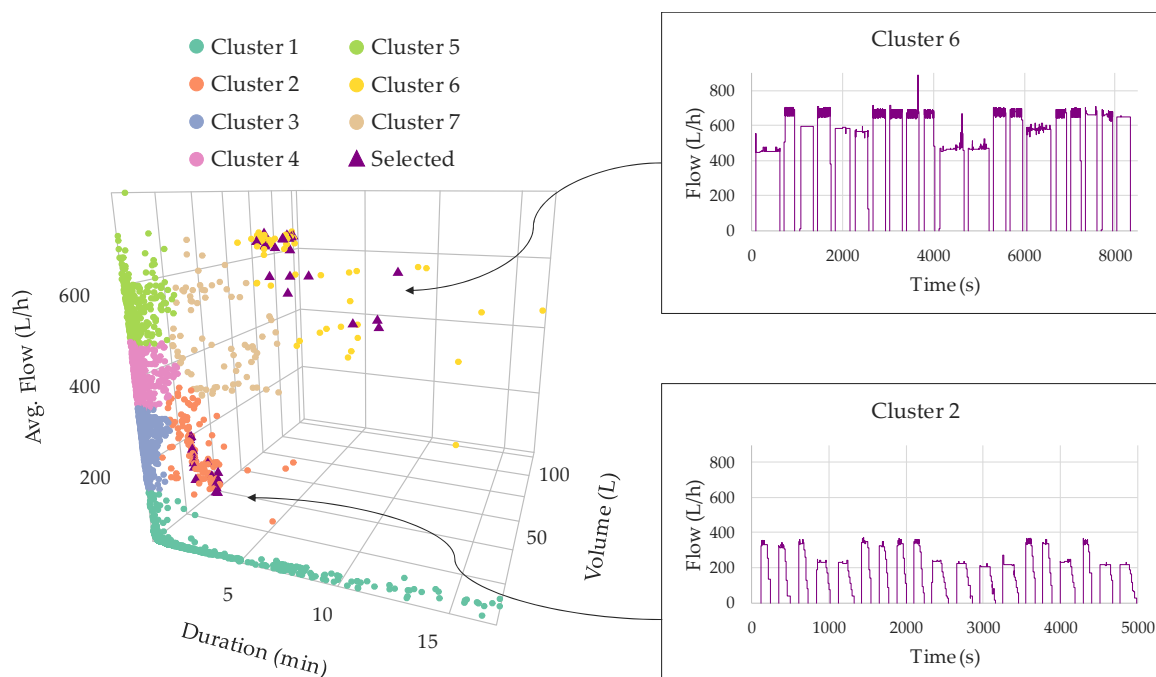 Cluster 1
Cluster 2
Cluster 3
Cluster 4
Cluster 5
Cluster 6
Cluster 7
Selected
Avg. Flow (L/h)
600
400
200
Duration (min)
5
10
15
Volume (L)
50
100
Cluster 6
Flow (L/h)
800
600
400
200
0
0 2000 4000 6000 8000
Time (s)
Cluster 2
Flow (L/h)
800
600
400
200
0
0 1000 2000 3000 4000 5000
Time (s)